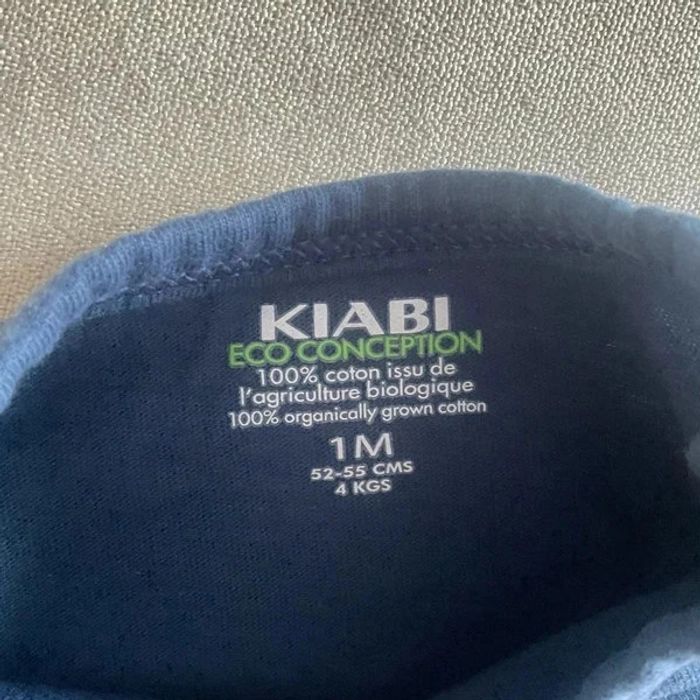 KIABI
ECO CONCEPTION
100% coton issu de
l'agriculture biologique
100% organically grown cotton
1M
52-55 CMS
4 KGS